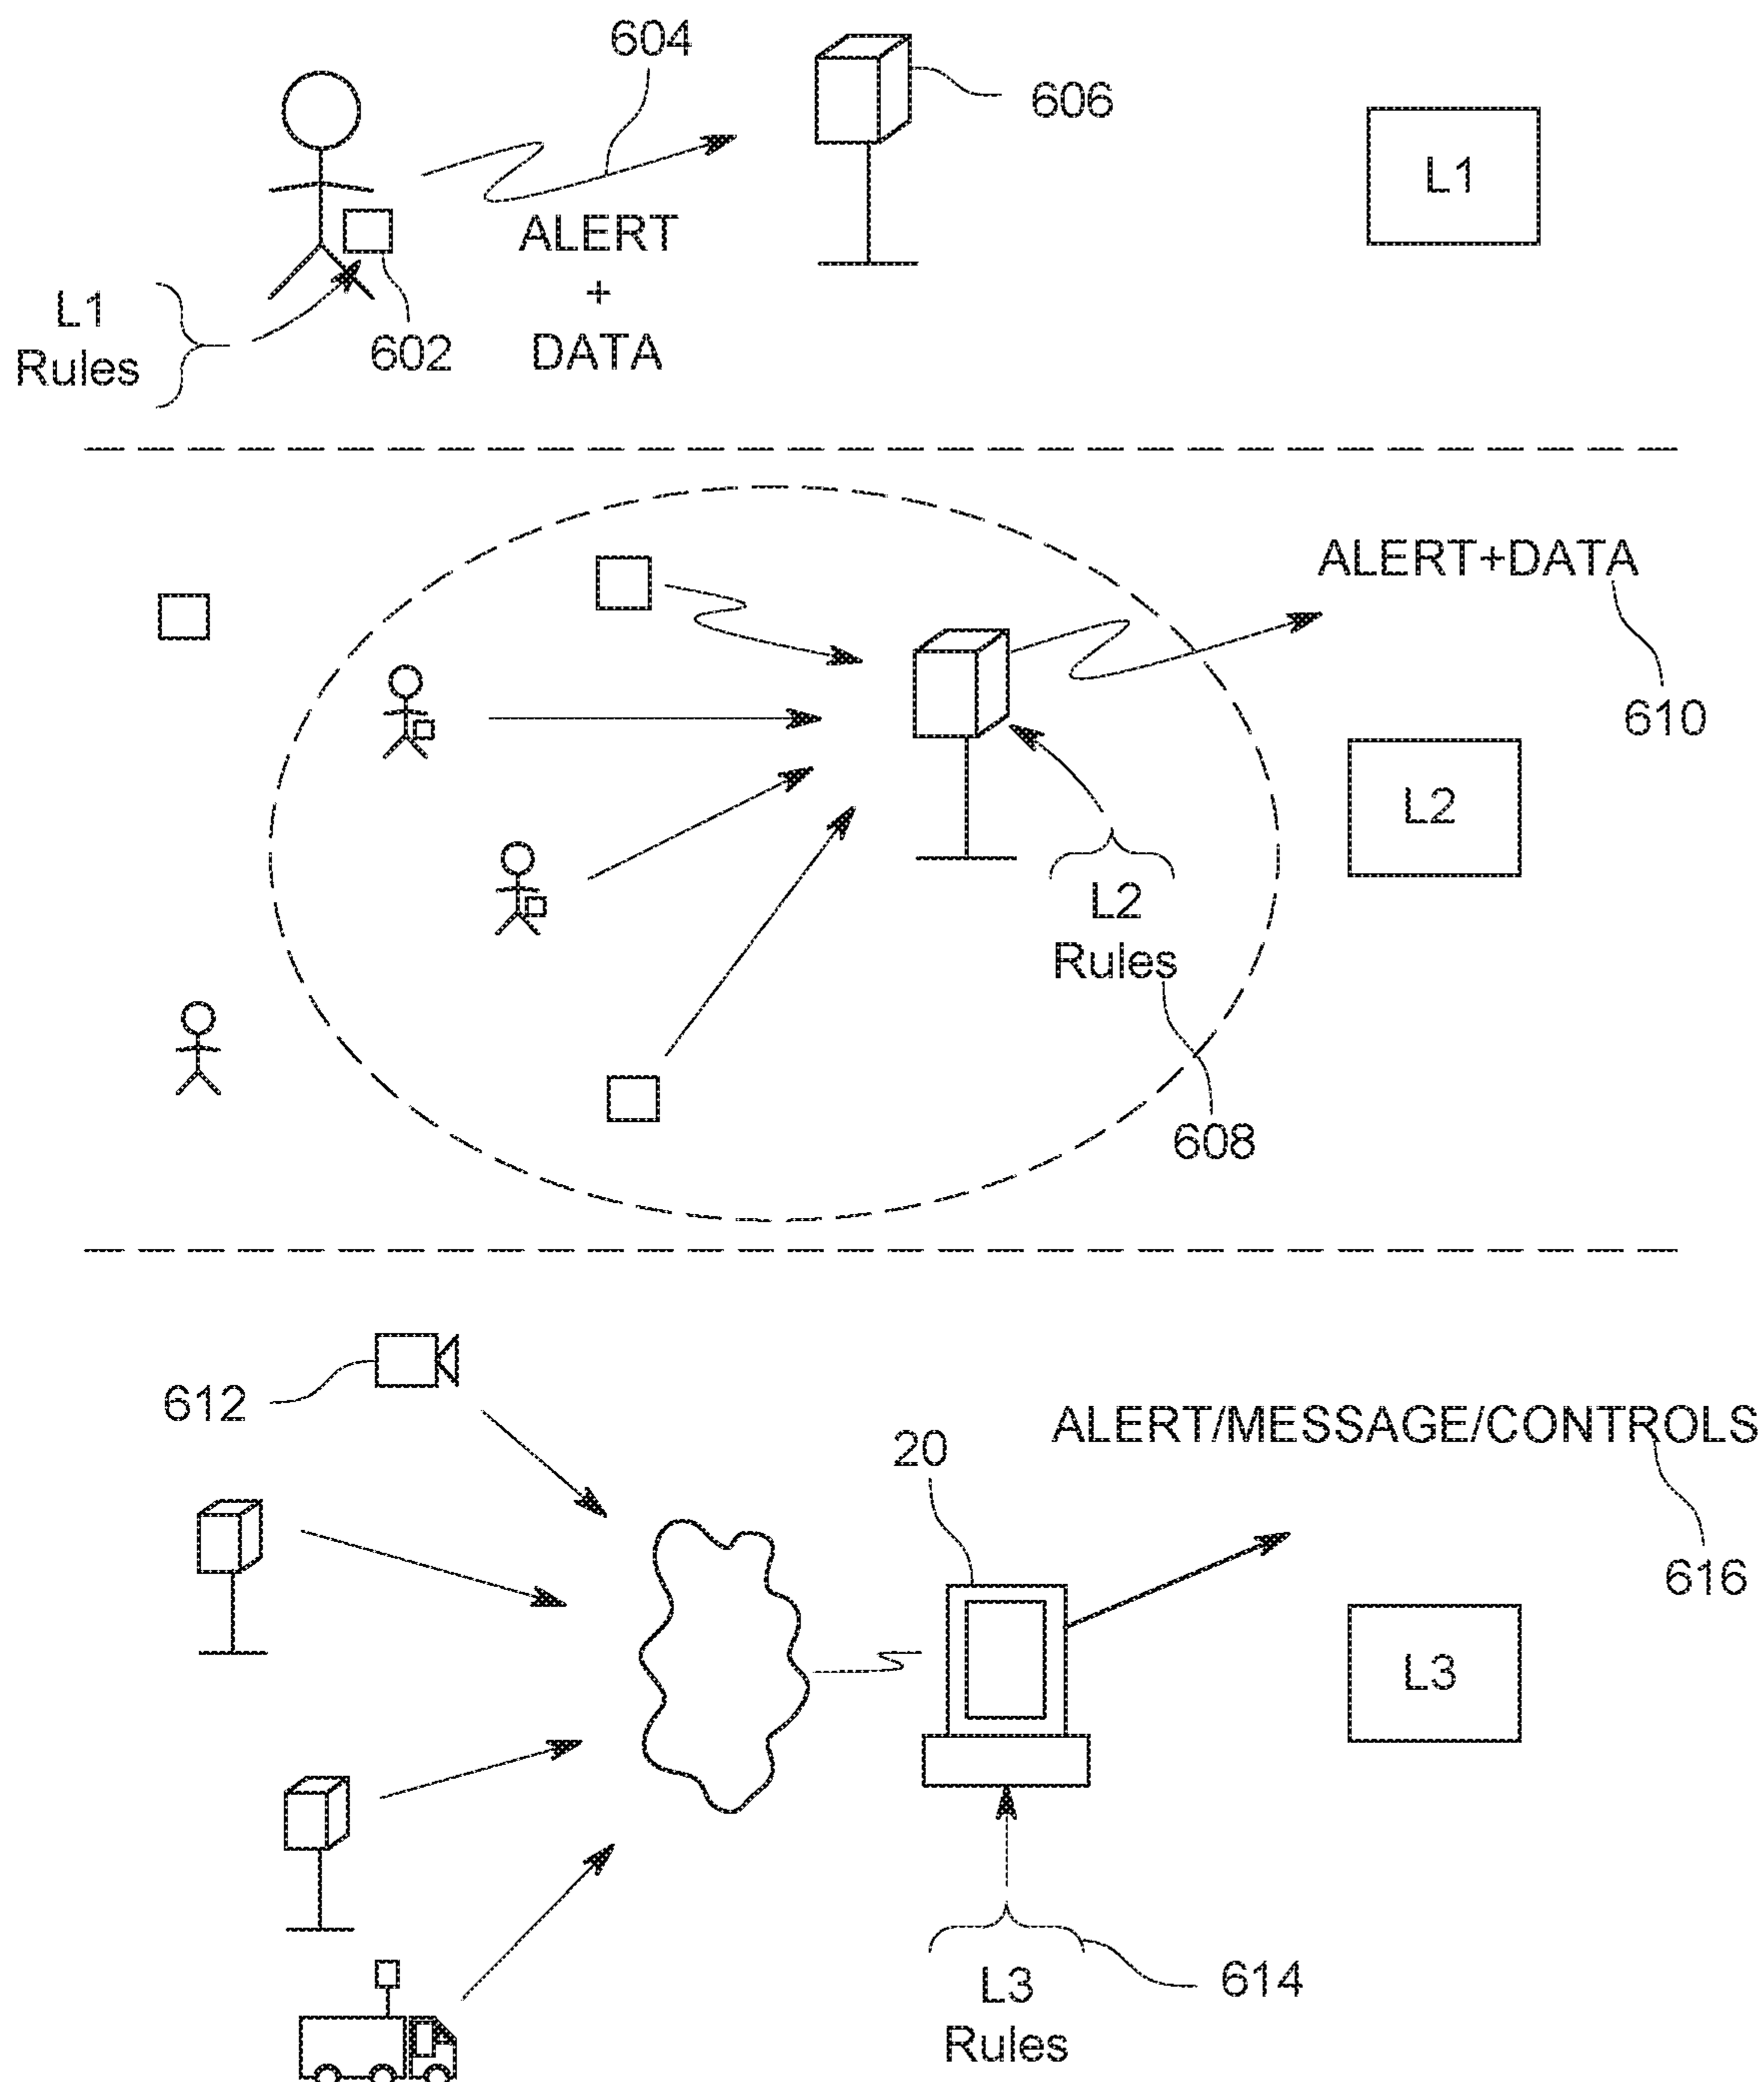 604
606
L1
ALERT
+
DATA
L1
Rules
602
ALERT+DATA
610
L2
L2
Rules
608
612
20
ALERT/MESSAGE/CONTROLS
616
L3
614
L3
Rules